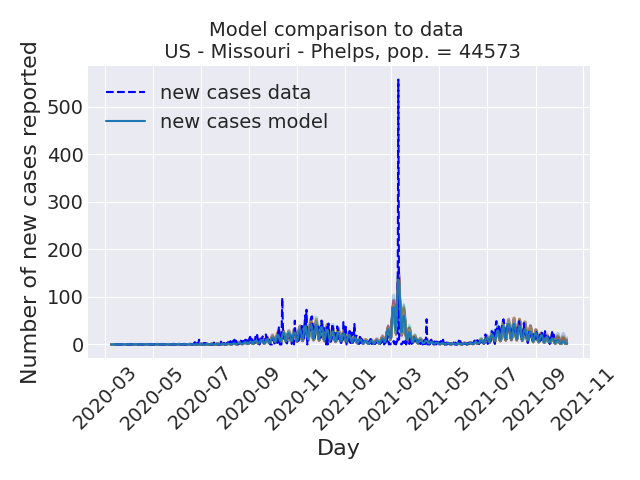 Model comparison to data
US - Missouri - Phelps, pop. = 44573
Number of new cases reported
new cases data
new cases model
500
400
300
200
100
0
2020-03
2020-05
2020-07
2020-09
2020-11
2021-01
2021-03
2021-05
2021-07
2021-09
2021-11
Day